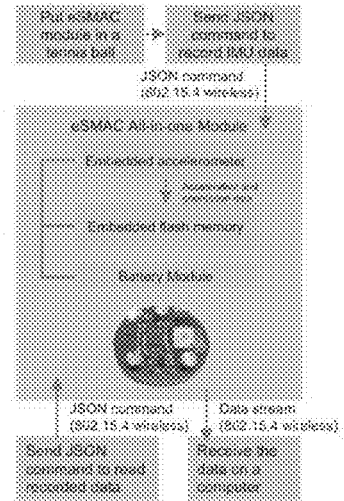 Put eSMAC
module in a
tennis ball
Send JSON
command to
record IMU data
JSON command
(802.15.4 wireless)
eSMAC All-in-one Module
Embedded accelerometer
Acceleration and
Embedded flash memory
Battery Module
JSON command
(802.15.4 wireless)
Data stream
(802.15.4 wireless)
Send JSON
command to read
recorded data
Receive the
data on a
computer